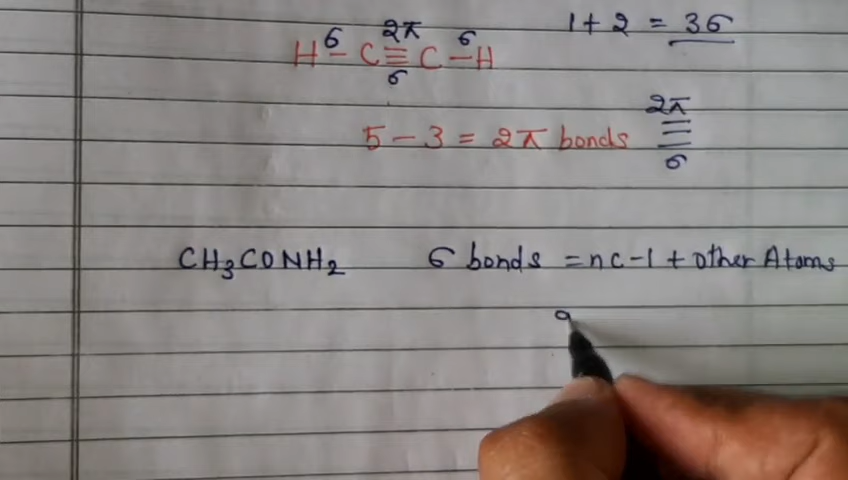 1 + 2 = 3σ
2π
H σ– C ≡ C –σ H
σ
5 – 3 = 2π bonds
2π
≡
σ
CH₃CONH₂ σ bonds = nc–1 + other Atoms